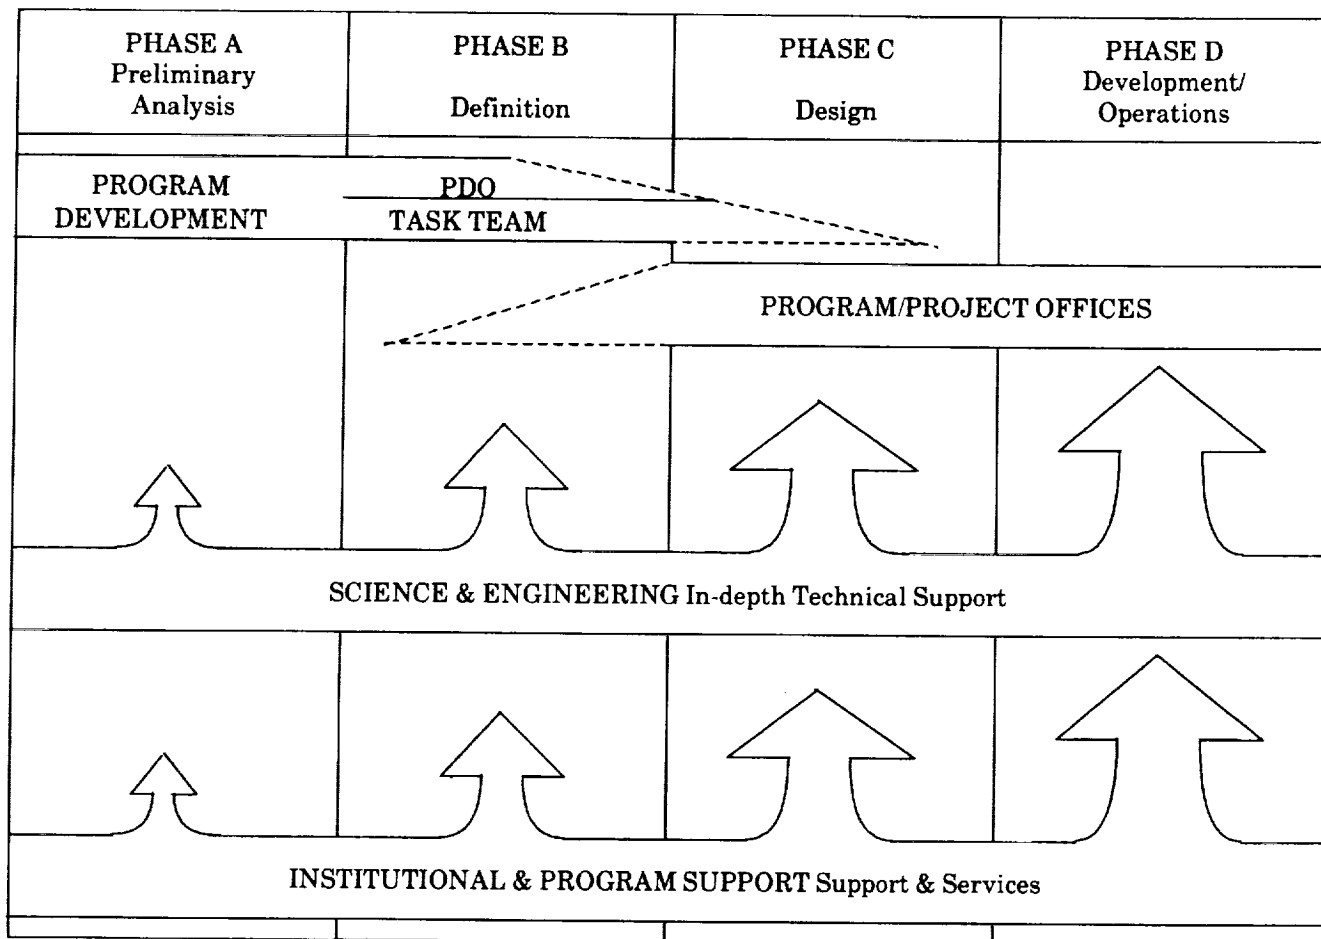 PHASE A
Preliminary
Analysis
PHASE B
Definition
PHASE C
Design
PHASE D
Development/
Operations
PROGRAM
DEVELOPMENT
PDO
TASK TEAM
PROGRAM/PROJECT OFFICES
SCIENCE & ENGINEERING In-depth Technical Support
INSTITUTIONAL & PROGRAM SUPPORT Support & Services